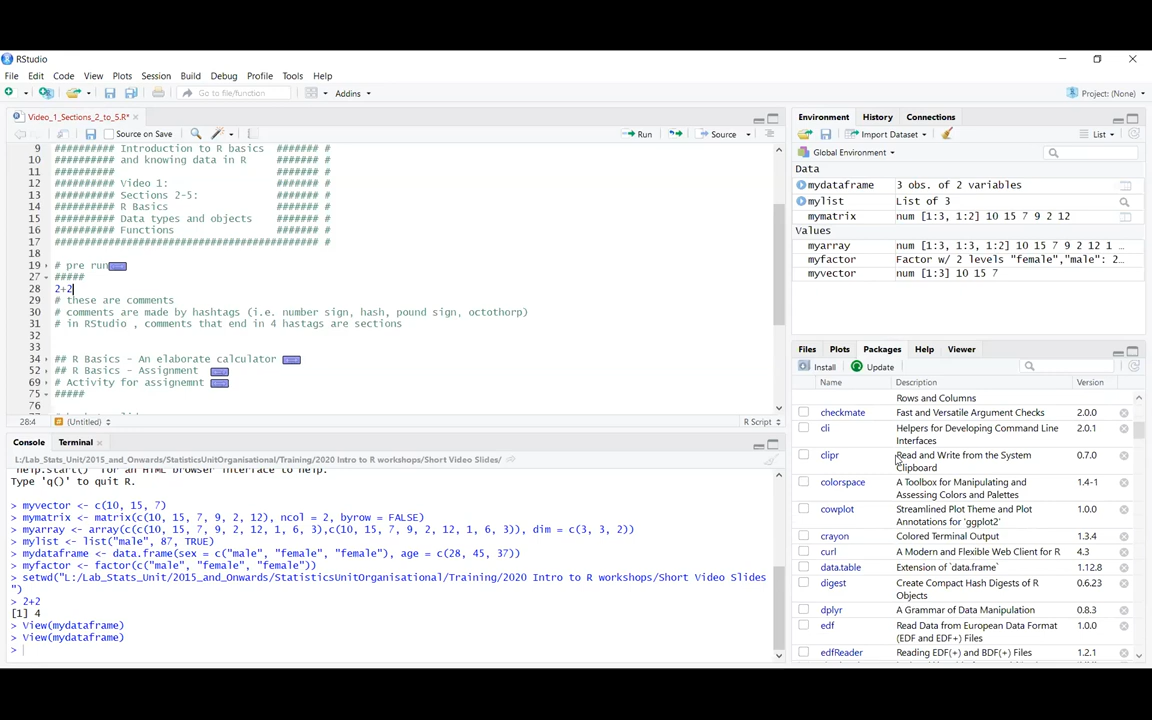 RStudio
File Edit Code View Plots Session Build Debug Profile Tools Help
Go to file/function Addins Project: (None)
Video_1_Sections_2_to_5.R*
Source on Save Run Source
9 ########## Introduction to R basics ####### #
10 ########## and knowing data in R ####### #
11 ########## ####### #
12 ########## Video 1: ####### #
13 ########## Sections 2-5: ####### #
14 ########## R Basics ####### #
15 ########## Data types and objects ####### #
16 ########## Functions ####### #
17 ############################################ ####### #
18
19 # pre run
27 #####
28 2+2
29 # these are comments
30 # comments are made by hashtags (i.e. number sign, hash, pound sign, octothorp)
31 # in RStudio , comments that end in 4 hastags are sections
32
33
34 ## R Basics - An elaborate calculator
52 ## R Basics - Assignment
69 # Activity for assignemnt
75 #####
76
28:4 (Untitled) R Script
Console Terminal
L:/Lab_Stats_Unit/2015_and_Onwards/StatisticsUnitOrganisational/Training/2020 Intro to R workshops/Short Video Slides/
'help.start()' for an HTML browser interface to help.
Type 'q()' to quit R.
> myvector <- c(10, 15, 7)
> mymatrix <- matrix(c(10, 15, 7, 9, 2, 12), ncol = 2, byrow = FALSE)
> myarray <- array(c(c(10, 15, 7, 9, 2, 12, 1, 6, 3),c(10, 15, 7, 9, 2, 12, 1, 6, 3)), dim = c(3, 3, 2))
> mylist <- list("male", 87, TRUE)
> mydataframe <- data.frame(sex = c("male", "female", "female"), age = c(28, 45, 37))
> myfactor <- factor(c("male", "female", "female"))
> setwd("L:/Lab_Stats_Unit/2015_and_Onwards/StatisticsUnitOrganisational/Training/2020 Intro to R workshops/Short Video Slides
")
> 2+2
[1] 4
> View(mydataframe)
> View(mydataframe)
>
Environment History Connections
Import Dataset List
Global Environment
Data
mydataframe 3 obs. of 2 variables
mylist List of 3
mymatrix num [1:3, 1:2] 10 15 7 9 2 12
Values
myarray num [1:3, 1:3, 1:2] 10 15 7 9 2 12 1 …
myfactor Factor w/ 2 levels "female","male": 2…
myvector num [1:3] 10 15 7
Files Plots Packages Help Viewer
Install Update
Name Description Version
Rows and Columns
checkmate Fast and Versatile Argument Checks 2.0.0
cli Helpers for Developing Command Line 2.0.1
Interfaces
clipr Read and Write from the System 0.7.0
Clipboard
colorspace A Toolbox for Manipulating and 1.4-1
Assessing Colors and Palettes
cowplot Streamlined Plot Theme and Plot 1.0.0
Annotations for 'ggplot2'
crayon Colored Terminal Output 1.3.4
curl A Modern and Flexible Web Client for R 4.3
data.table Extension of `data.frame` 1.12.8
digest Create Compact Hash Digests of R 0.6.23
Objects
dplyr A Grammar of Data Manipulation 0.8.3
edf Read Data from European Data Format 1.0.0
(EDF and EDF+) Files
edfReader Reading EDF(+) and BDF(+) Files 1.2.1